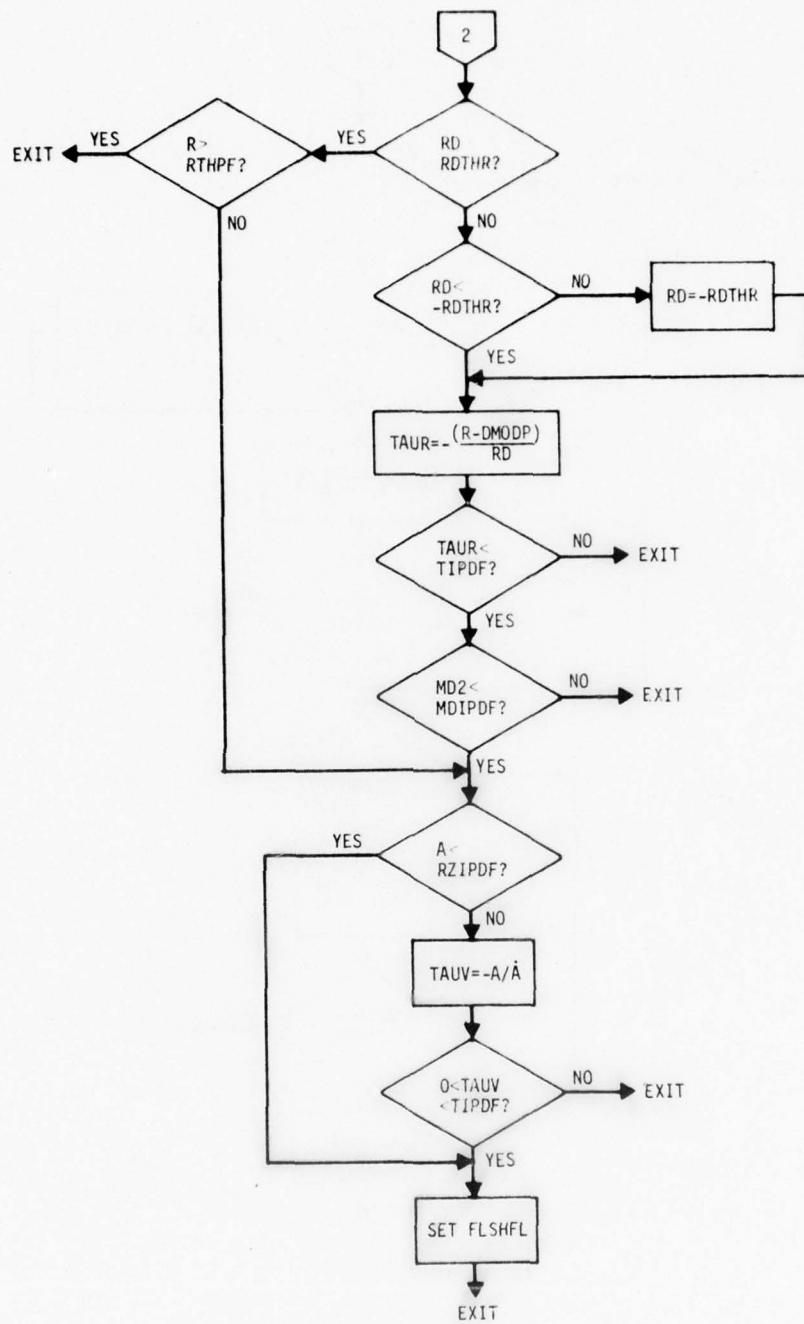 2
EXIT
YES
R>
RTHPF?
YES
RD
RDTHR?
NO
NO
RD<
-RDTHR?
NO
RD=-RDTHR
YES
TAUR=-(R-DMODP)
RD
TAUR<
TIPDF?
NO
EXIT
YES
MD2<
MDIPDF?
NO
EXIT
YES
YES
A<
RZIPDF?
NO
TAUV=-A/Ȧ
0<TAUV
<TIPDF?
NO
EXIT
YES
SET FLSHFL
EXIT